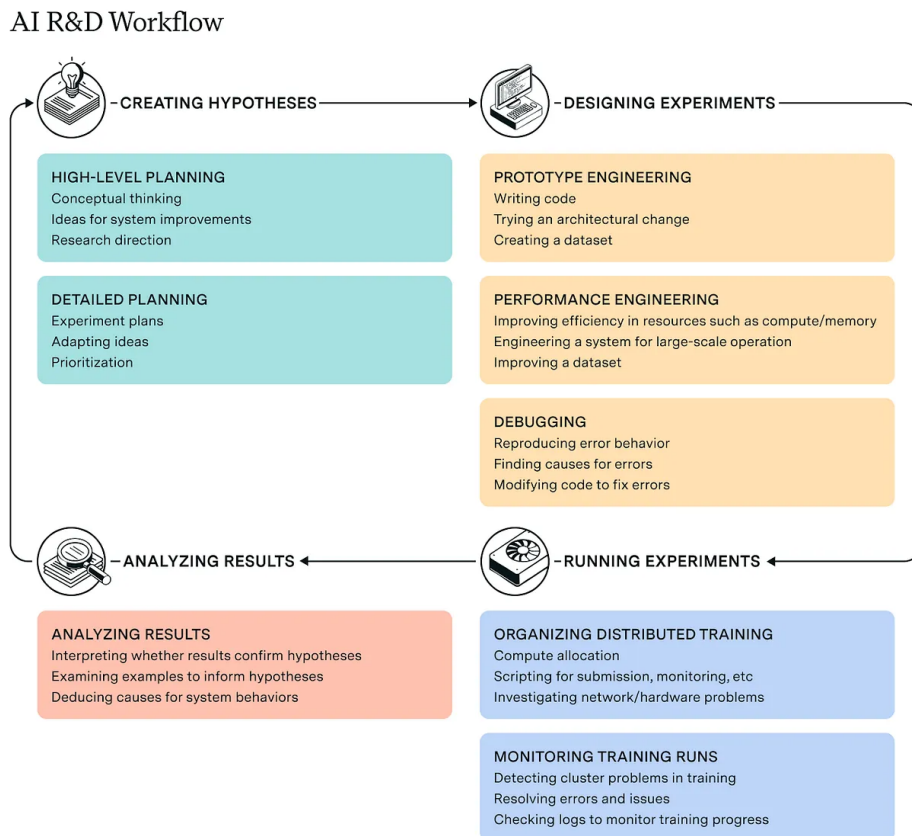 AI R&D Workflow
CREATING HYPOTHESES
HIGH-LEVEL PLANNING
Conceptual thinking
Ideas for system improvements
Research direction
DETAILED PLANNING
Experiment plans
Adapting ideas
Prioritization
DESIGNING EXPERIMENTS
PROTOTYPE ENGINEERING
Writing code
Trying an architectural change
Creating a dataset
PERFORMANCE ENGINEERING
Improving efficiency in resources such as compute/memory
Engineering a system for large-scale operation
Improving a dataset
DEBUGGING
Reproducing error behavior
Finding causes for errors
Modifying code to fix errors
RUNNING EXPERIMENTS
ORGANIZING DISTRIBUTED TRAINING
Compute allocation
Scripting for submission, monitoring, etc
Investigating network/hardware problems
MONITORING TRAINING RUNS
Detecting cluster problems in training
Resolving errors and issues
Checking logs to monitor training progress
ANALYZING RESULTS
ANALYZING RESULTS
Interpreting whether results confirm hypotheses
Examining examples to inform hypotheses
Deducing causes for system behaviors